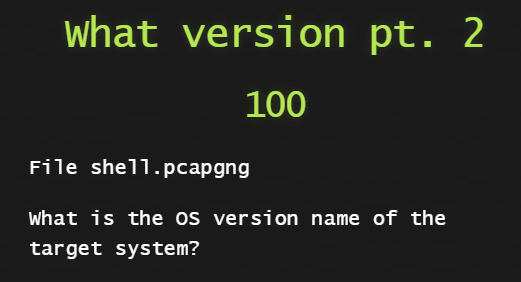 What version pt. 2
100
File shell.pcapgng
What is the OS version name of the
target system?